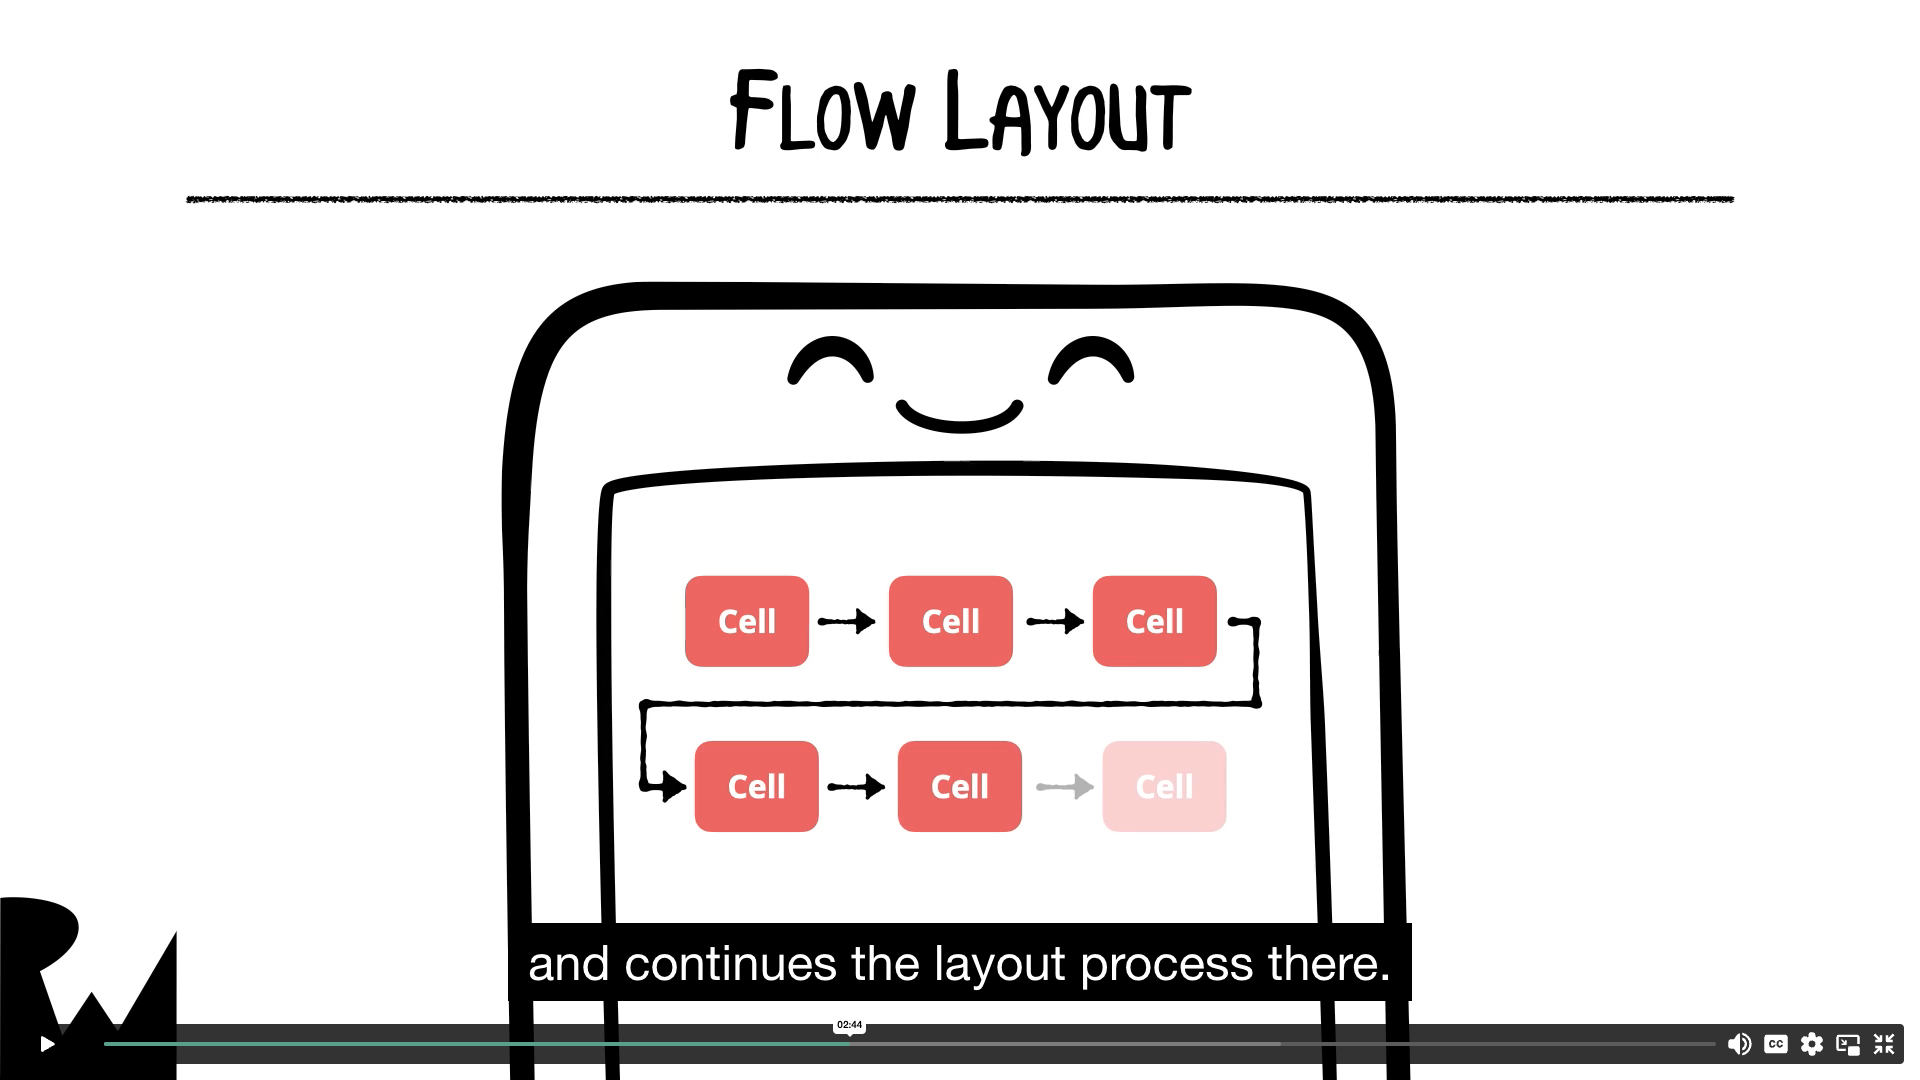 Flow Layout
Cell Cell Cell
Cell Cell Cell
and continues the layout process there.
02:44
CC